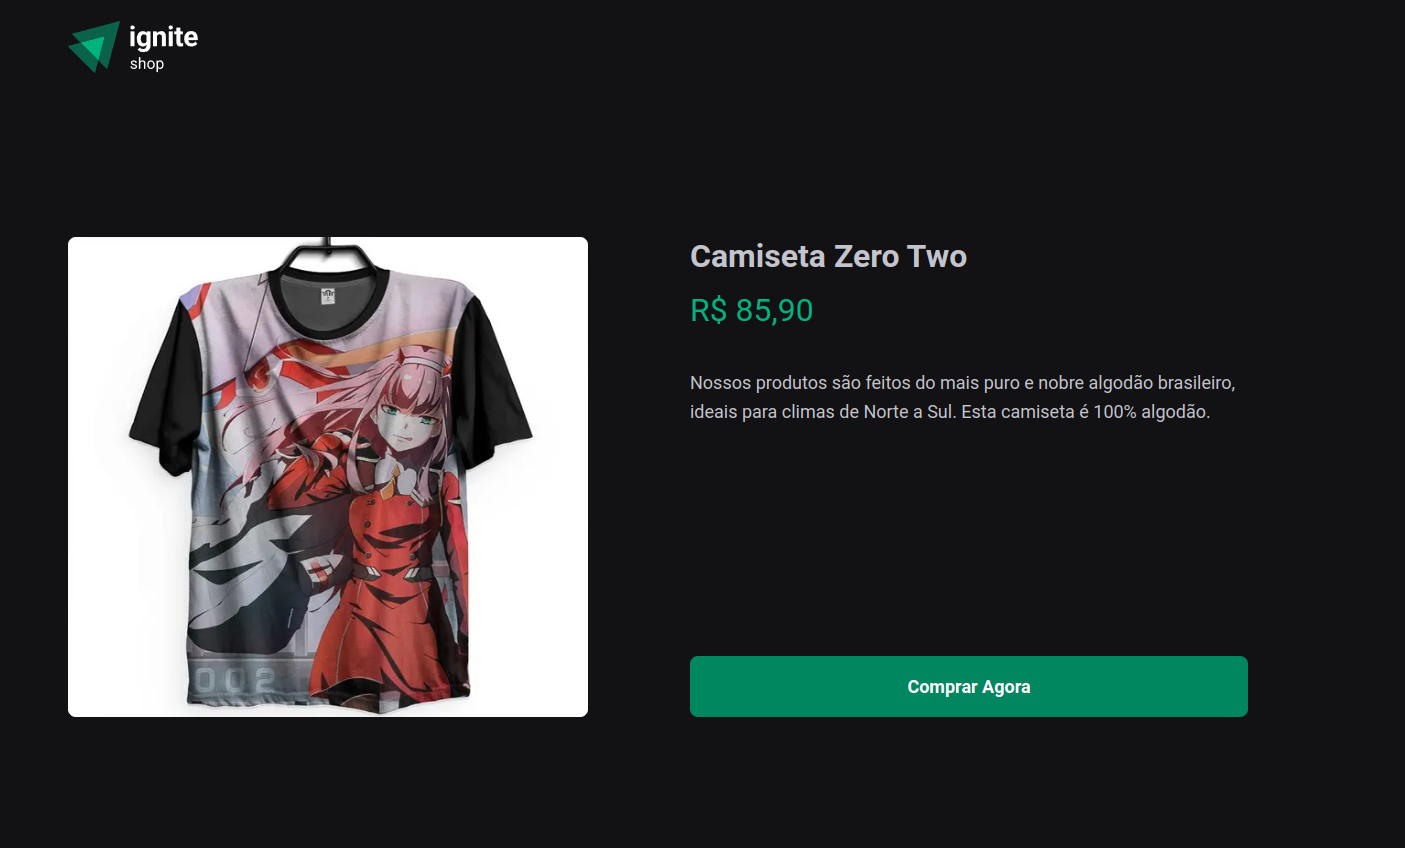 ignite
shop
Camiseta Zero Two
R$ 85,90
Nossos produtos são feitos do mais puro e nobre algodão brasileiro,
ideais para climas de Norte a Sul. Esta camiseta é 100% algodão.
002
Comprar Agora